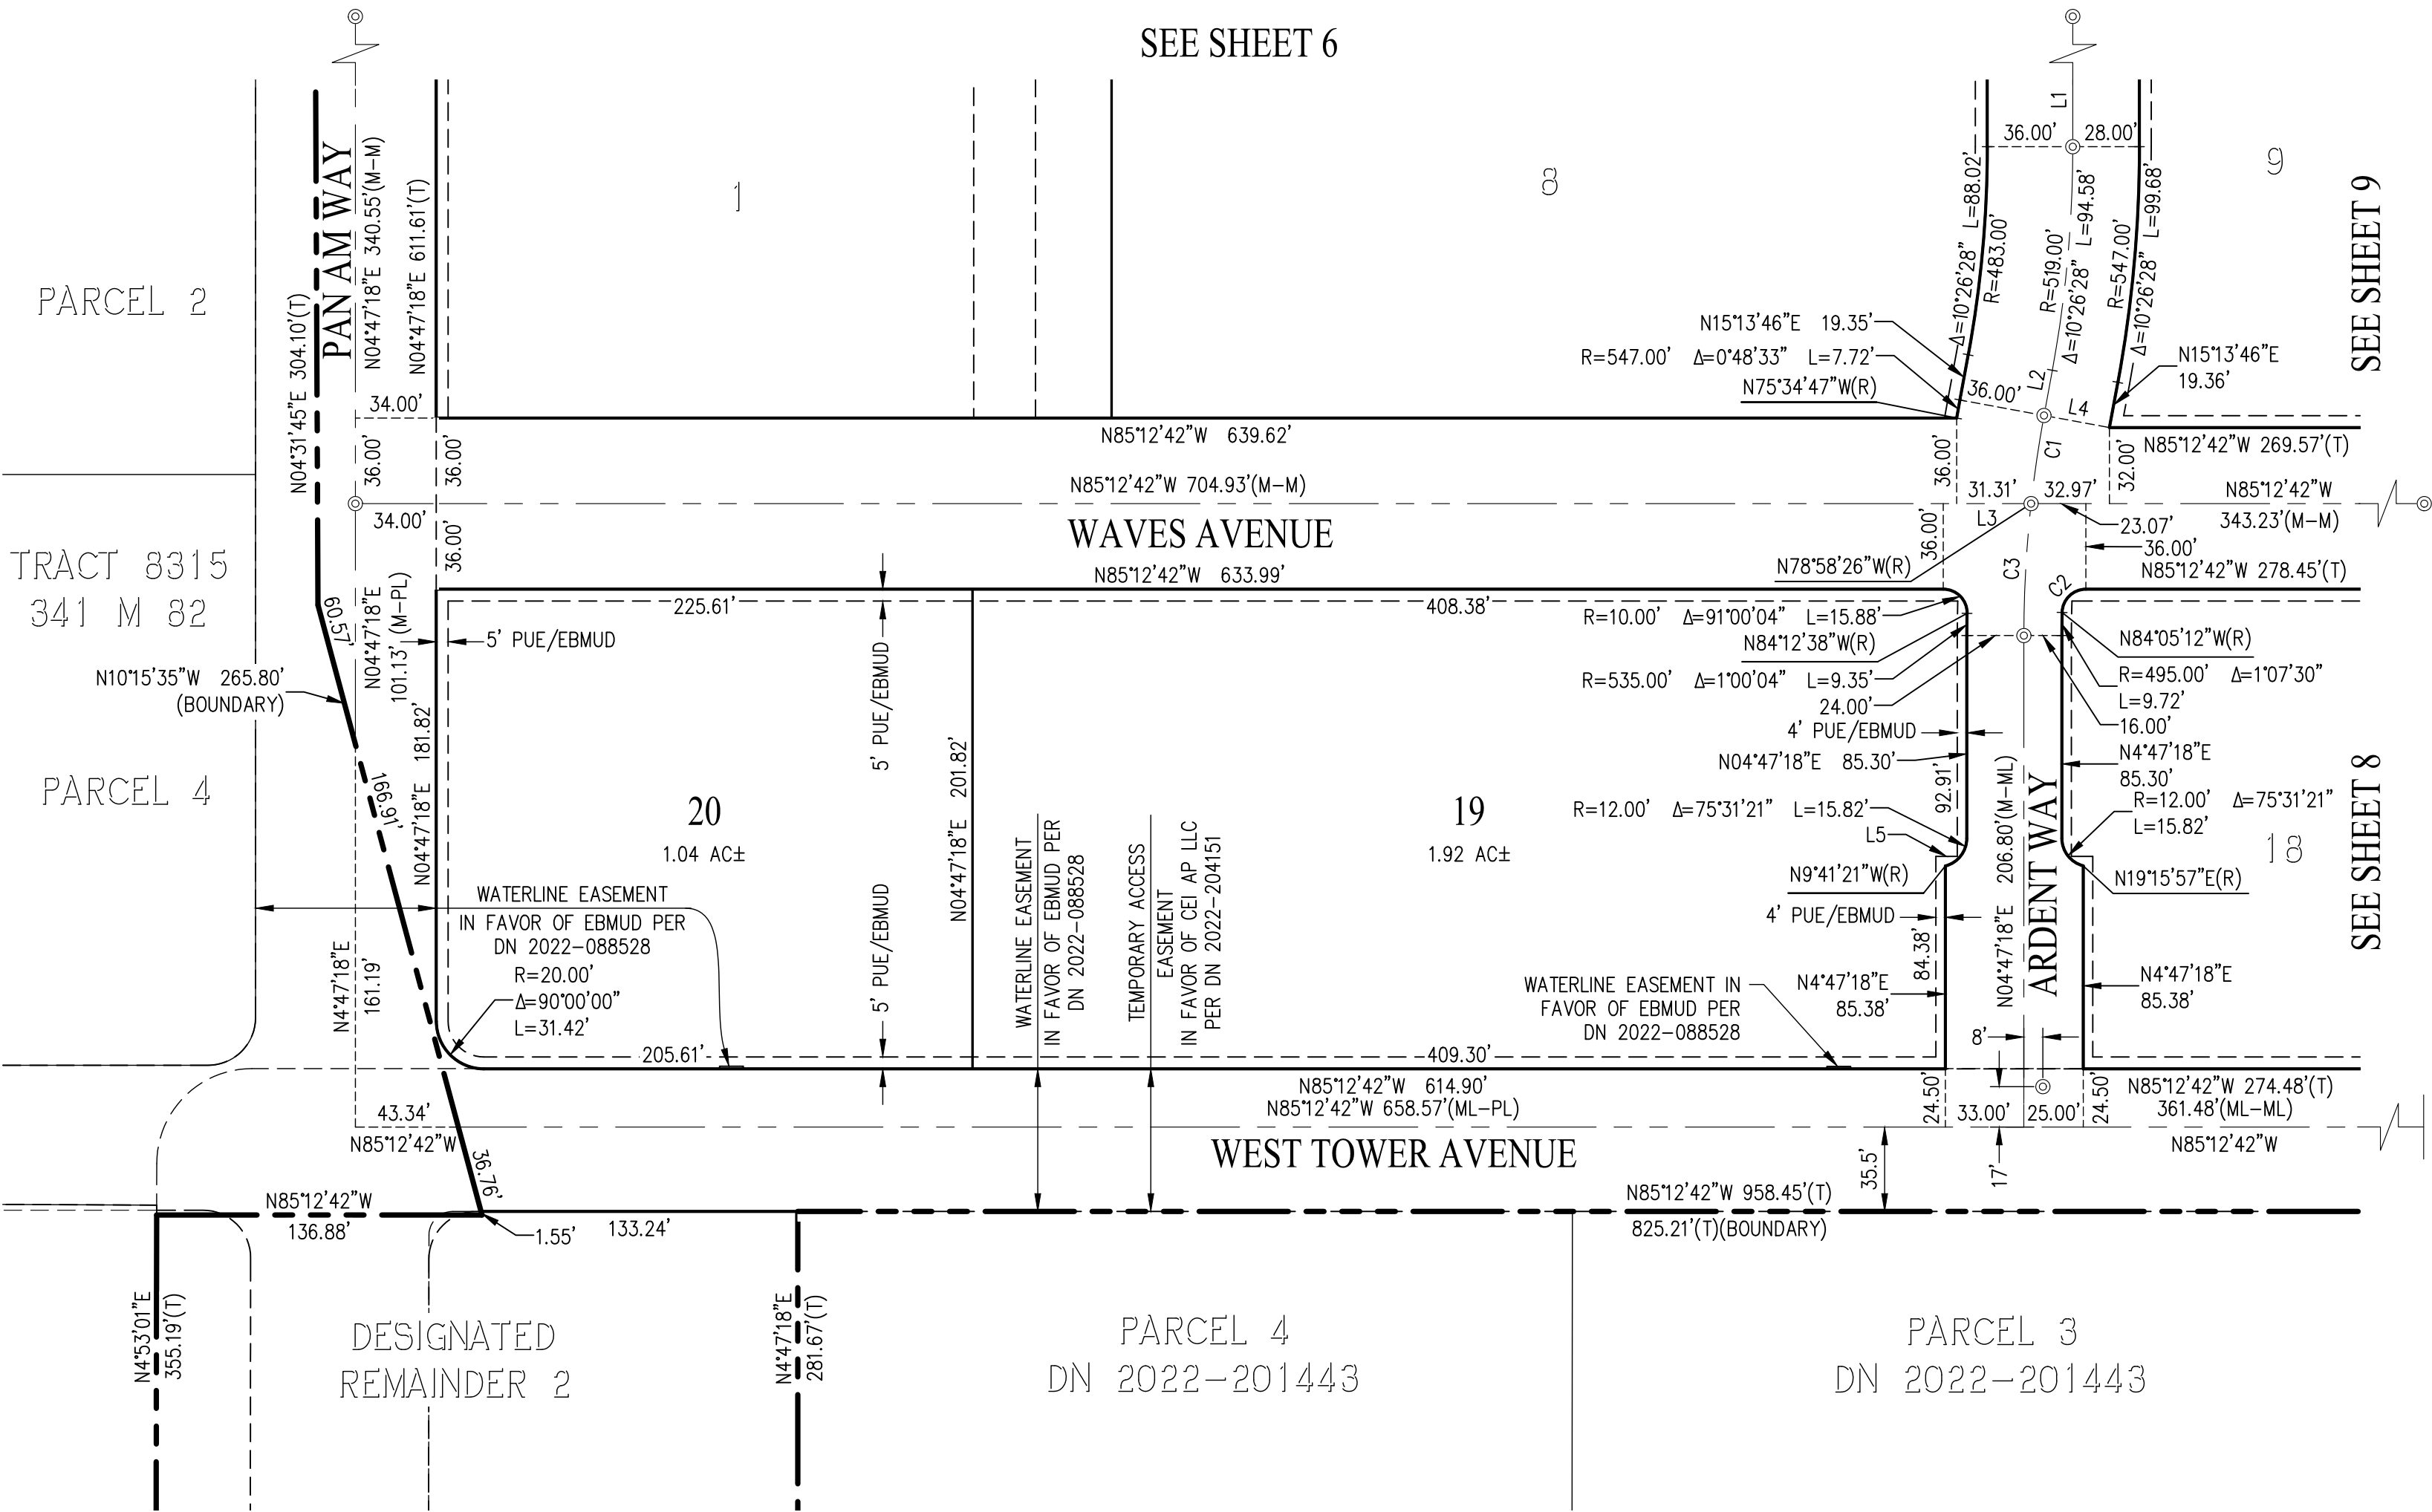 SEE SHEET 6
PAN AM WAY
N04°47'18"E 340.55'(M-M)
N04°47'18"E 611.61'(T)
N04°31'45"E 304.10'(T)
1
8
9
L1
36.00'
28.00'
Δ=10°26'28" L=88.02'
R=483.00'
R=519.00'
Δ=10°26'28" L=94.58'
R=547.00'
Δ=10°26'28" L=99.68'
SEE SHEET 9
PARCEL 2
N15°13'46"E 19.35'
R=547.00' Δ=0°48'33" L=7.72'
N75°34'47"W(R)
N15°13'46"E
19.36'
L2
36.00'
L4
C1
34.00'
36.00'
36.00'
N85°12'42"W 639.62'
36.00'
32.00'
N85°12'42"W 269.57'(T)
N85°12'42"W 704.93'(M-M)
31.31'
32.97'
N85°12'42"W
343.23'(M-M)
34.00'
36.00'
WAVES AVENUE
L3
36.00'
23.07'
36.00'
TRACT 8315
341 M 82
N85°12'42"W 633.99'
N78°58'26"W(R)
C3
C2
N85°12'42"W 278.45'(T)
60.57'
N04°47'18"E
101.13'(M-PL)
225.61'
408.38'
5' PUE/EBMUD
5' PUE/EBMUD
R=10.00' Δ=91°00'04" L=15.88'
N84°12'38"W(R)
R=535.00' Δ=1°00'04" L=9.35'
24.00'
4' PUE/EBMUD
N04°47'18"E 85.30'
N84°05'12"W(R)
R=495.00' Δ=1°07'30"
L=9.72'
16.00'
N4°47'18"E
85.30'
N10°15'35"W 265.80'
(BOUNDARY)
PARCEL 4
166.91'
N04°47'18"E 181.82'
20
1.04 AC±
N04°47'18"E 201.82'
19
1.92 AC±
92.91'
R=12.00' Δ=75°31'21" L=15.82'
L5
N9°41'21"W(R)
4' PUE/EBMUD
N04°47'18"E 206.80'(M-ML)
ARDENT WAY
R=12.00' Δ=75°31'21"
L=15.82'
18
N19°15'57"E(R)
SEE SHEET 8
WATERLINE EASEMENT
IN FAVOR OF EBMUD PER
DN 2022-088528
R=20.00'
Δ=90°00'00"
L=31.42'
N4°47'18"E
161.19'
5' PUE/EBMUD
WATERLINE EASEMENT
IN FAVOR OF EBMUD PER
DN 2022-088528
TEMPORARY ACCESS
EASEMENT
IN FAVOR OF CEI AP LLC
PER DN 2022-204151
WATERLINE EASEMENT IN
FAVOR OF EBMUD PER
DN 2022-088528
N4°47'18"E
85.38'
84.38'
N4°47'18"E
85.38'
8'
205.61'
409.30'
N85°12'42"W 614.90'
N85°12'42"W 658.57'(ML-PL)
24.50'
33.00'
25.00'
24.50'
N85°12'42"W 274.48'(T)
361.48'(ML-ML)
N85°12'42"W
43.34'
N85°12'42"W
36.76'
WEST TOWER AVENUE
35.5'
17'
N85°12'42"W
136.88'
1.55'
133.24'
N85°12'42"W 958.45'(T)
825.21'(T)(BOUNDARY)
N4°53'01"E
355.19'(T)
DESIGNATED
REMAINDER 2
N4°47'18"E
281.67'(T)
PARCEL 4
DN 2022-201443
PARCEL 3
DN 2022-201443